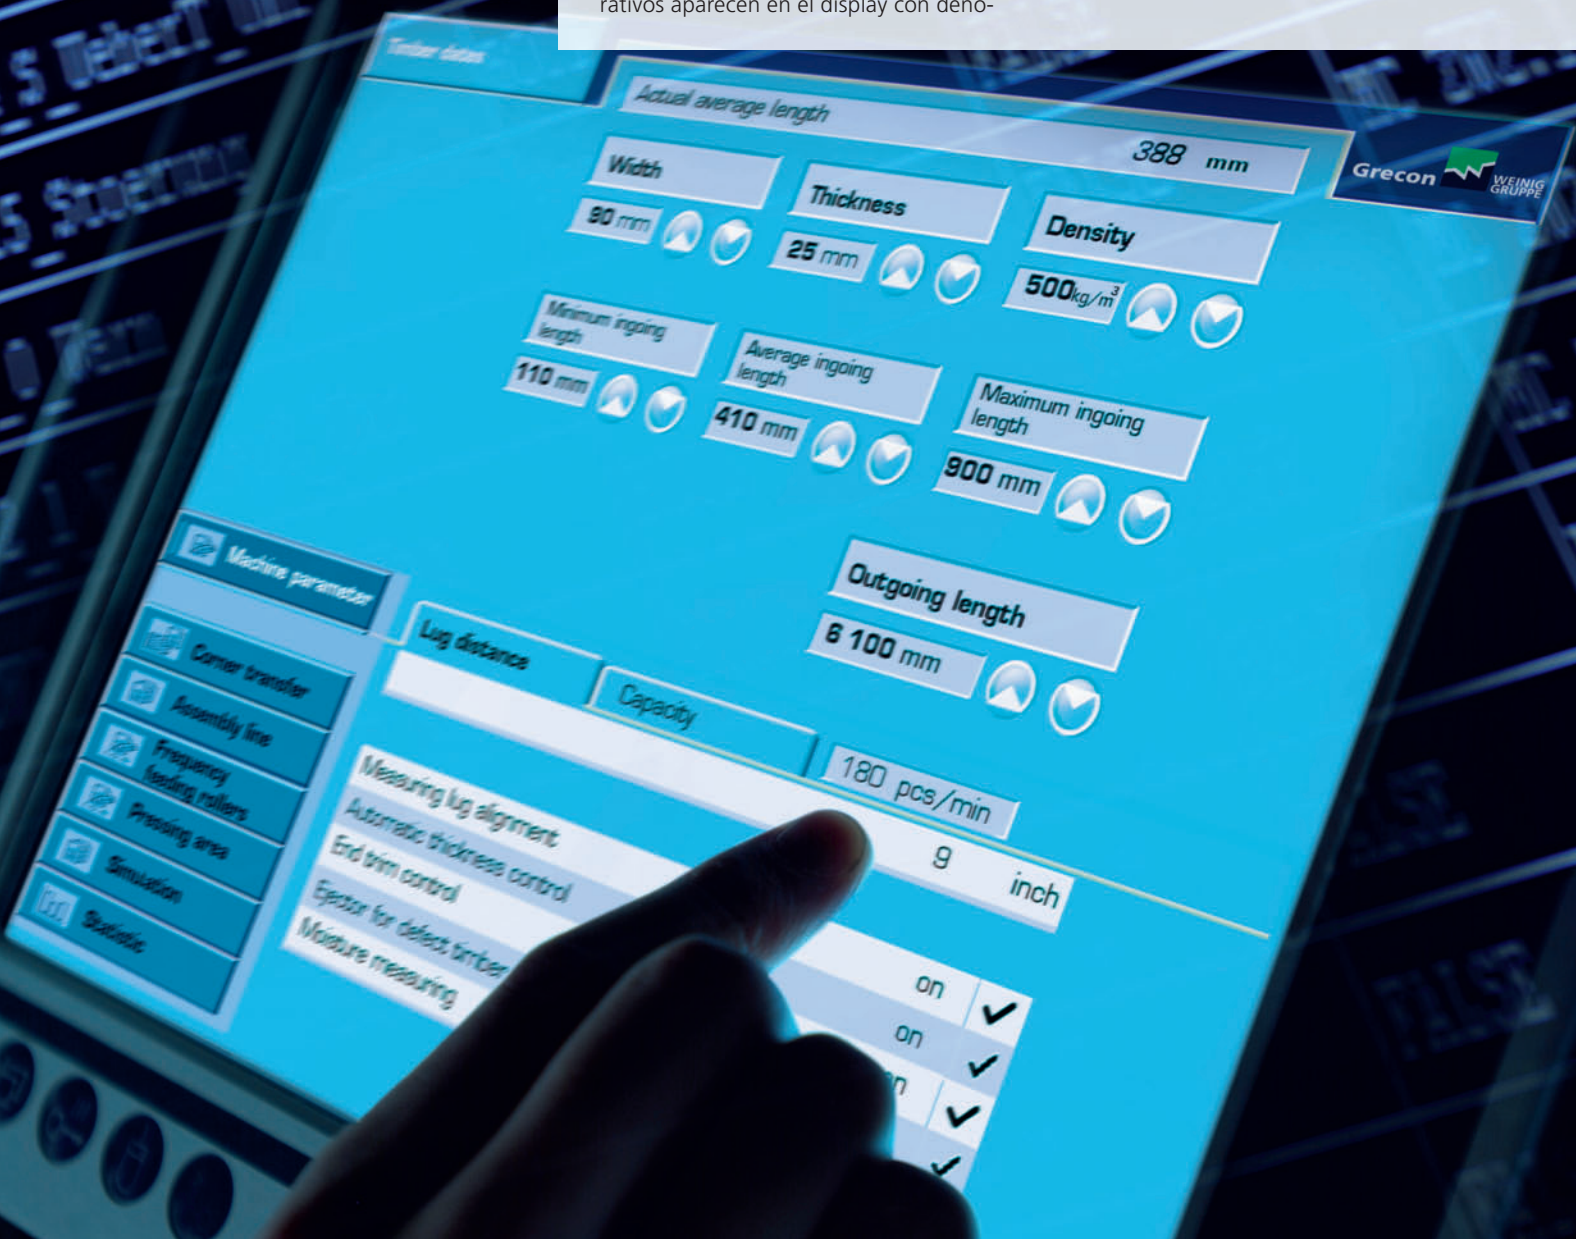 rativos aparecen en el display con deno-
Timber datas
Actual average length
388 mm
Grecon
WEINIG
GRUPPE
Width
90 mm
Thickness
25 mm
Density
500kg/m³
Minimum ingoing
length
110 mm
Average ingoing
length
410 mm
Maximum ingoing
length
900 mm
Outgoing length
6 100 mm
Machine parameter
Corner transfer
Assembly line
Frequency
feeding rollers
Pressing area
Simulation
Statistic
Lug distance
Capacity
180 pcs/min
9 inch
Measuring lug alignment
on
Automatic thickness control
on
End trim control
Ejector for defect timber
Moisture measuring